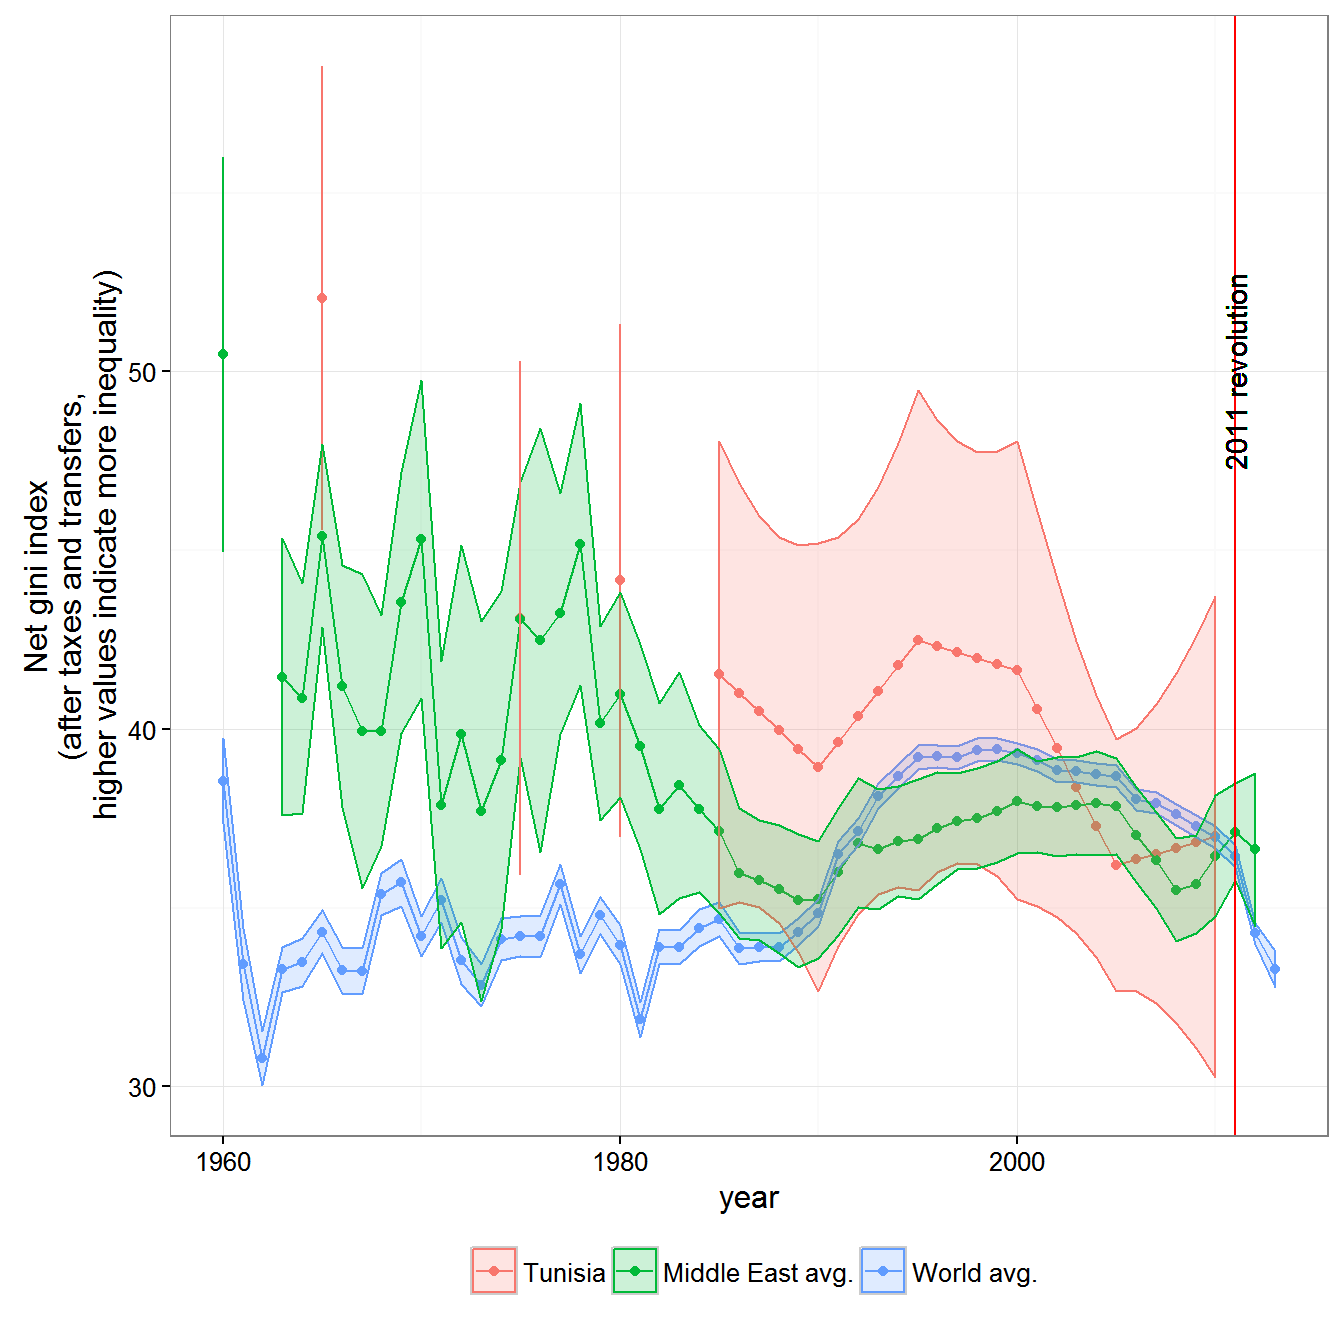 Net gini index
(after taxes and transfers,
higher values indicate more inequality)
50
40
30
2011 revolution
1960
1980
2000
year
Tunisia
Middle East avg.
World avg.